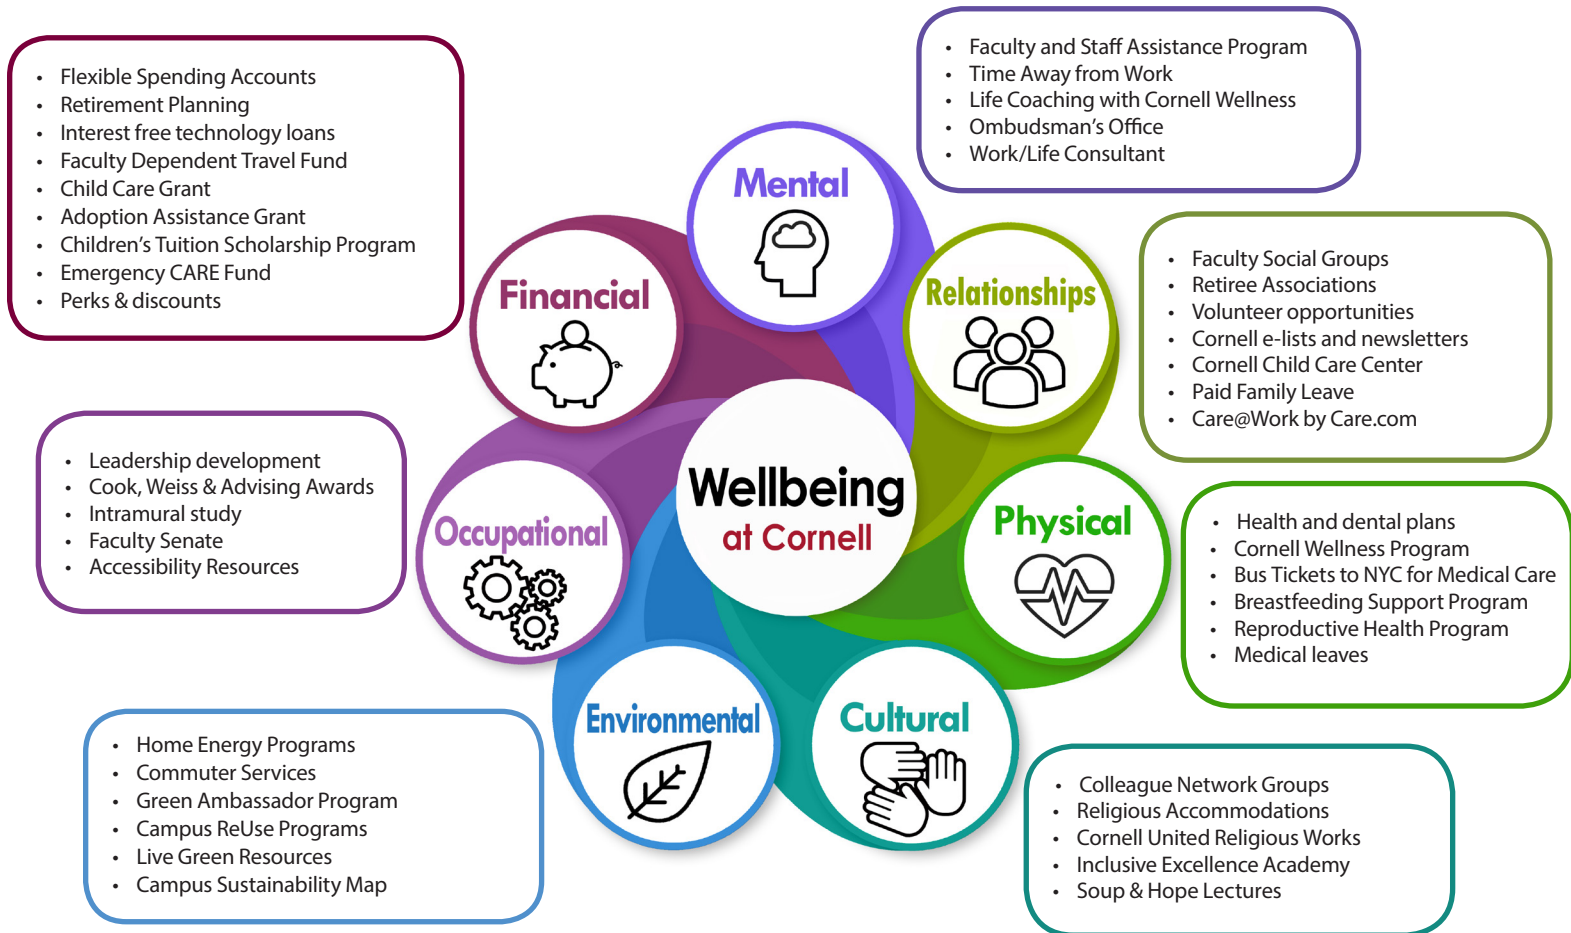 • Flexible Spending Accounts
• Retirement Planning
• Interest free technology loans
• Faculty Dependent Travel Fund
• Child Care Grant
• Adoption Assistance Grant
• Children's Tuition Scholarship Program
• Emergency CARE Fund
• Perks & discounts
• Faculty and Staff Assistance Program
• Time Away from Work
• Life Coaching with Cornell Wellness
• Ombudsman's Office
• Work/Life Consultant
Mental
Financial
Relationships
• Faculty Social Groups
• Retiree Associations
• Volunteer opportunities
• Cornell e-lists and newsletters
• Cornell Child Care Center
• Paid Family Leave
• Care@Work by Care.com
• Leadership development
• Cook, Weiss & Advising Awards
• Intramural study
• Faculty Senate
• Accessibility Resources
Occupational
Wellbeing
at Cornell
Physical
• Health and dental plans
• Cornell Wellness Program
• Bus Tickets to NYC for Medical Care
• Breastfeeding Support Program
• Reproductive Health Program
• Medical leaves
Environmental
Cultural
• Home Energy Programs
• Commuter Services
• Green Ambassador Program
• Campus ReUse Programs
• Live Green Resources
• Campus Sustainability Map
• Colleague Network Groups
• Religious Accommodations
• Cornell United Religious Works
• Inclusive Excellence Academy
• Soup & Hope Lectures